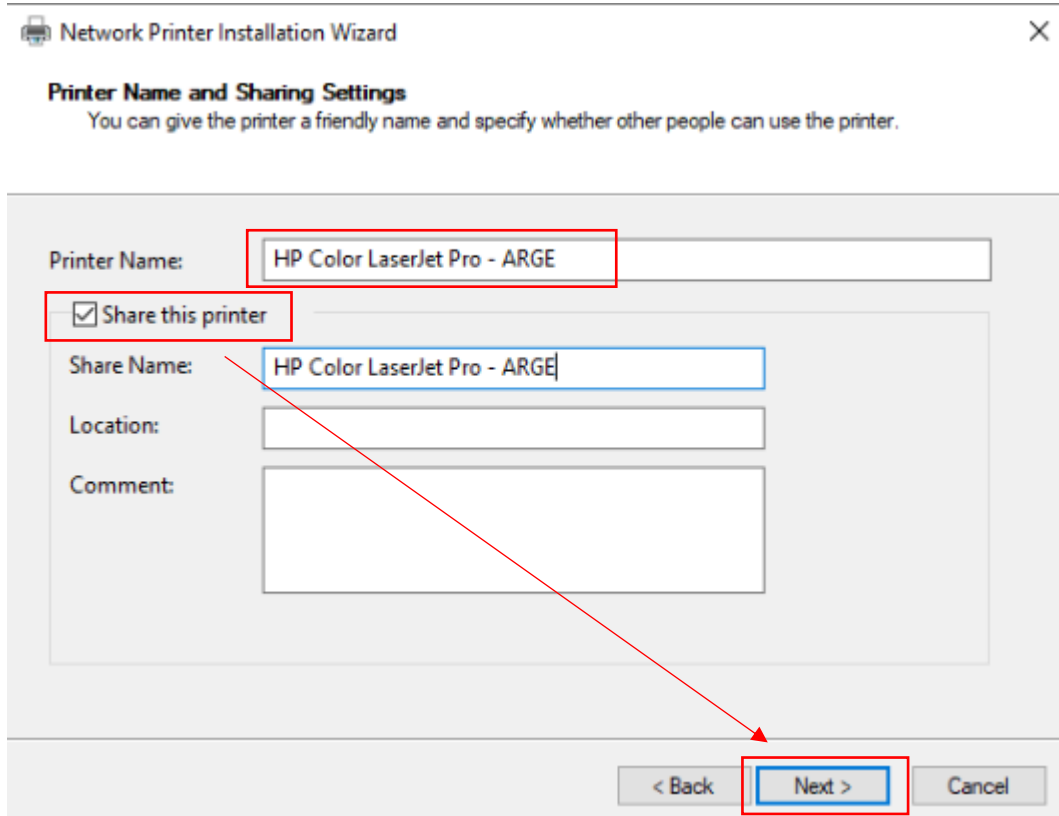 Network Printer Installation Wizard
Printer Name and Sharing Settings
You can give the printer a friendly name and specify whether other people can use the printer.
Printer Name: HP Color LaserJet Pro - ARGE
Share this printer
Share Name: HP Color LaserJet Pro - ARGE
Location:
Comment:
< Back Next > Cancel